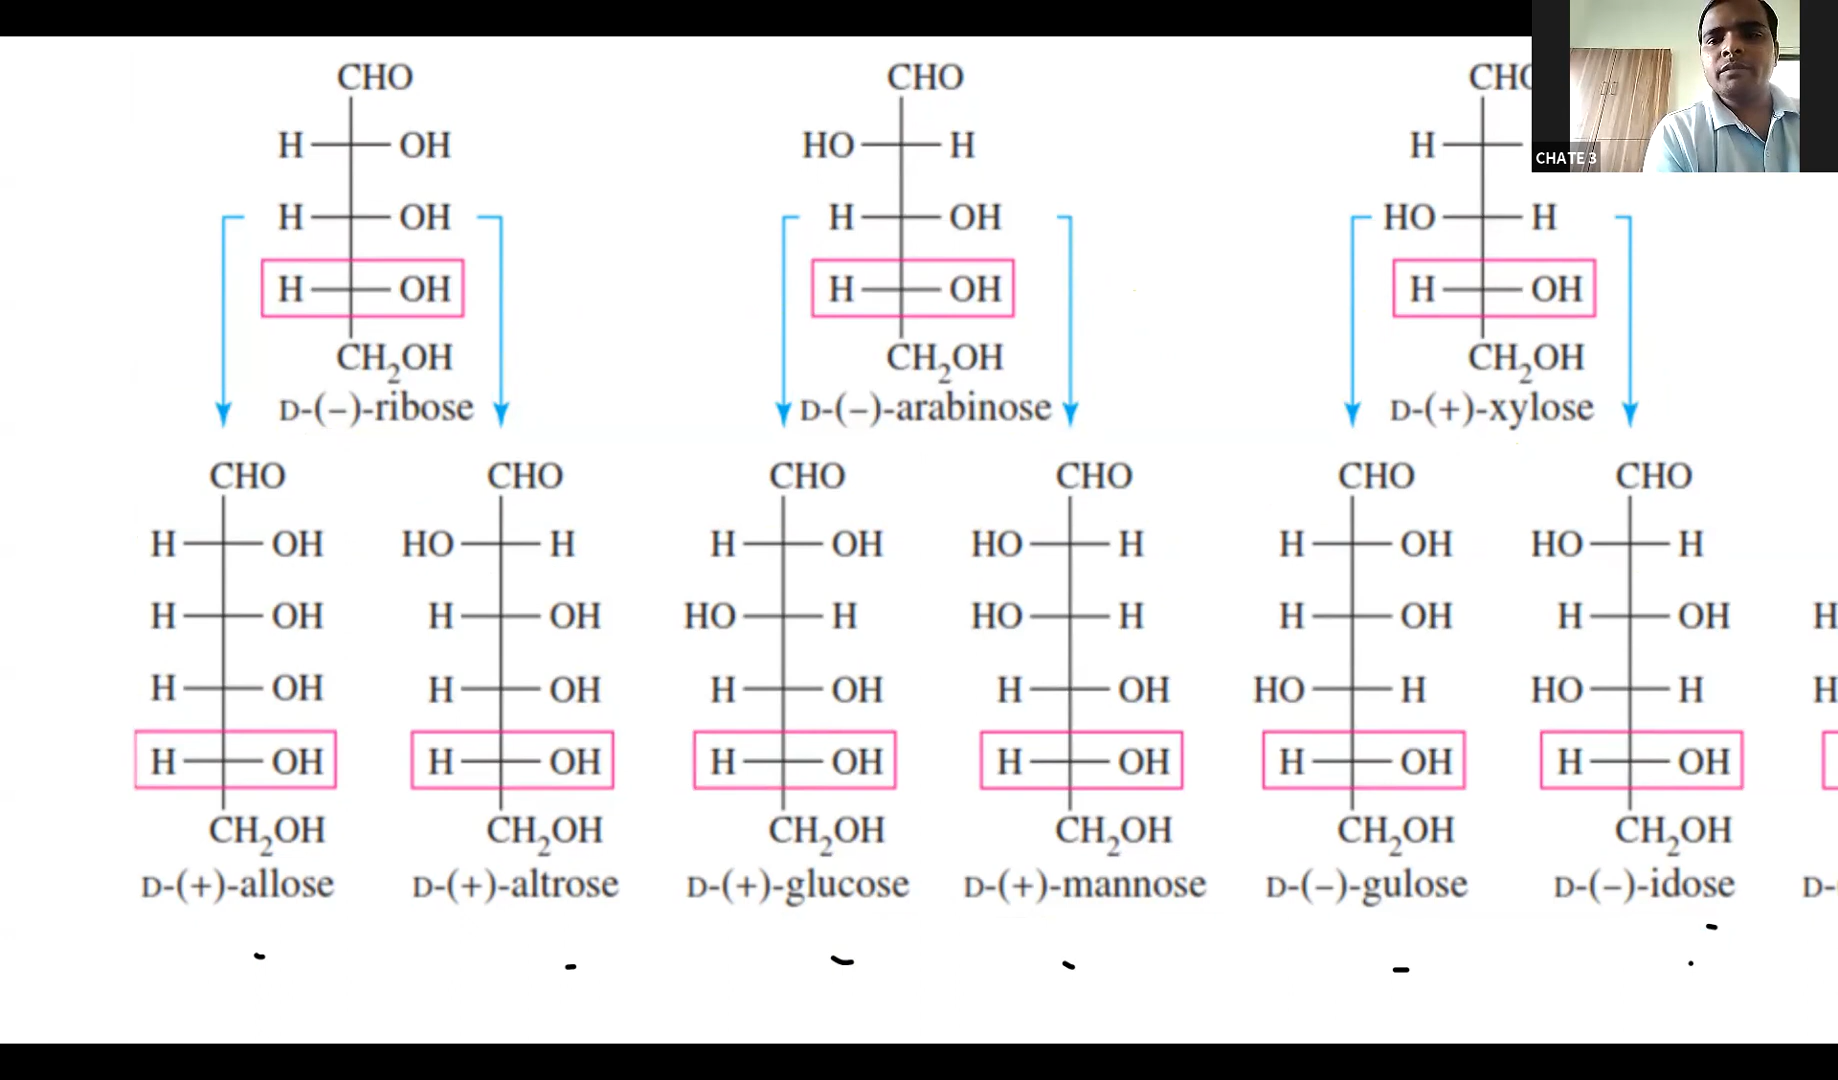 CHO CHO CHO
H OH HO H H
CHATE 3
H OH H OH HO H
H OH H OH H OH
CH₂OH CH₂OH CH₂OH
D-(−)-ribose D-(−)-arabinose D-(+)-xylose
CHO CHO CHO CHO CHO CHO
H OH HO H H OH HO H H OH HO H
H OH H OH HO H HO H H OH H OH H
H OH H OH H OH H OH HO H HO H H
H OH H OH H OH H OH H OH H OH
CH₂OH CH₂OH CH₂OH CH₂OH CH₂OH CH₂OH
D-(+)-allose D-(+)-altrose D-(+)-glucose D-(+)-mannose D-(−)-gulose D-(−)-idose D-